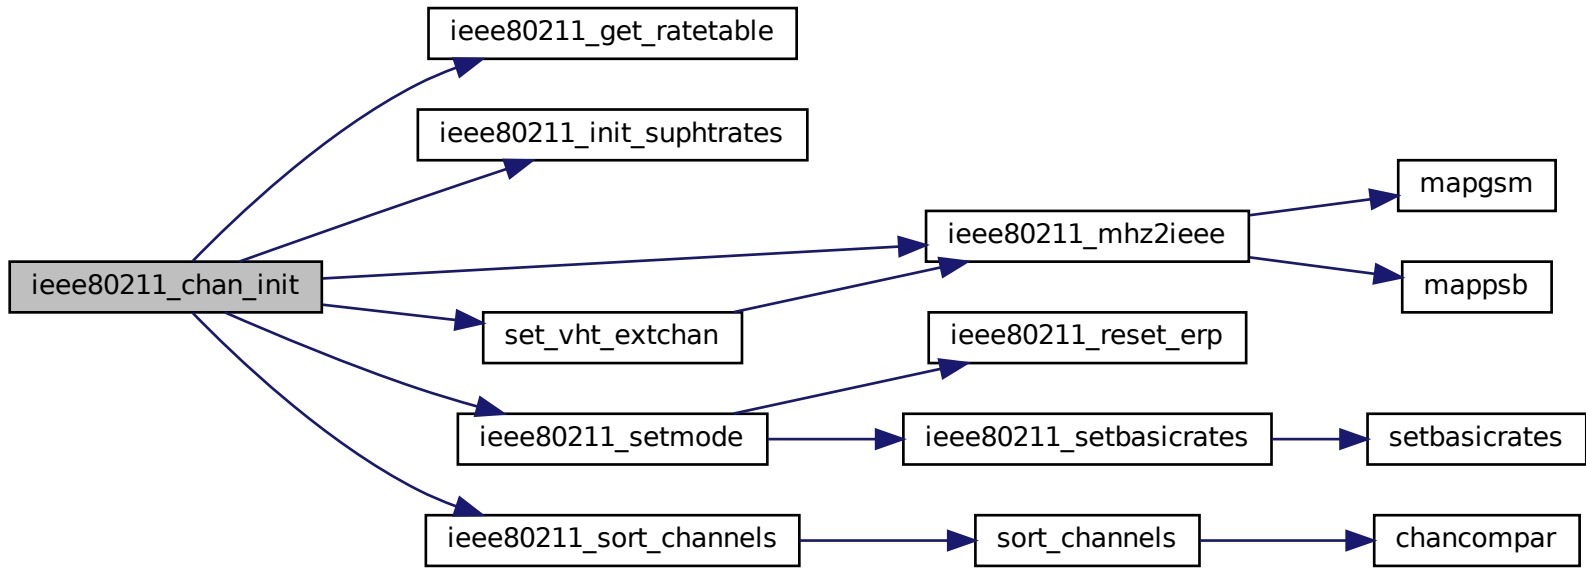 ieee80211_get_ratetable
ieee80211_init_suphtrates
mapgsm
ieee80211_mhz2ieee
ieee80211_chan_init
mappsb
set_vht_extchan
ieee80211_reset_erp
ieee80211_setmode
ieee80211_setbasicrates
setbasicrates
ieee80211_sort_channels
sort_channels
chancompar